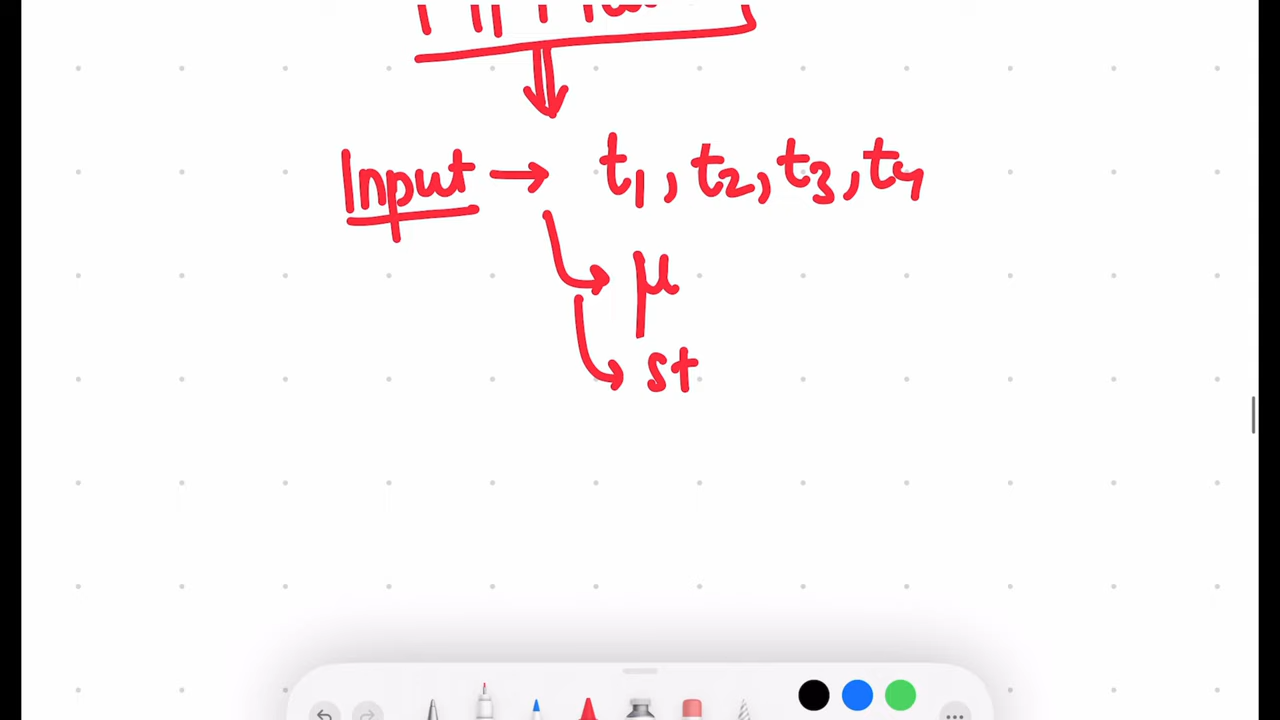 Input → t1, t2, t3, t4
μ
st